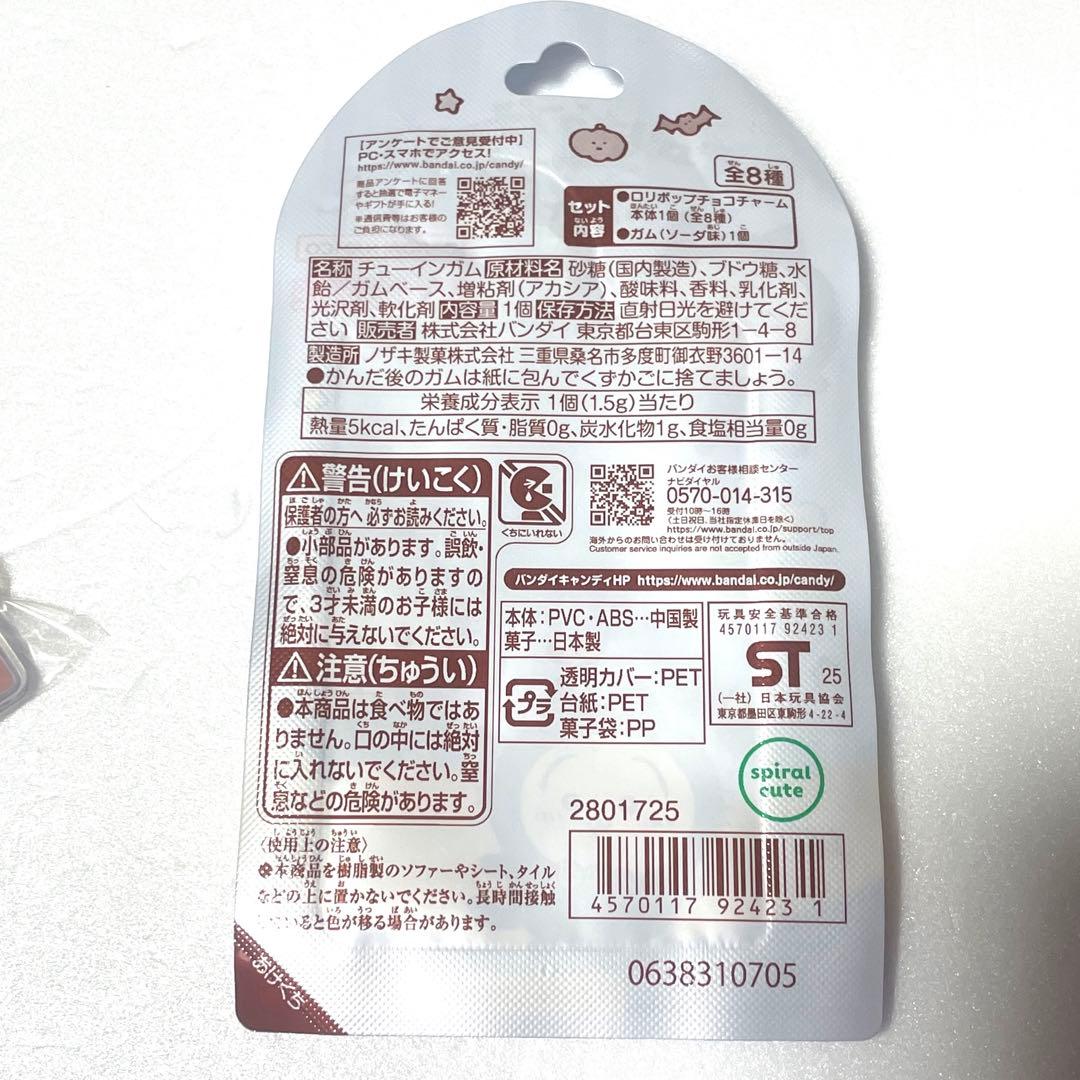 【アンケートでご意見受付中】
PC・スマホでアクセス!
https://www.bandai.co.jp/candy/
商品アンケートに回答
すると抽選で電子マネー
やギフトが手に入る!
※通信費等はお客様の
ご負担になります。
全8種
セット内容
●ロリポップチョコチャーム
本体1個(全8種)
●ガム(ソーダ味)1個
名称 チューインガム 原材料名 砂糖(国内製造)、ブドウ糖、水
飴/ガムベース、増粘剤(アカシア)、酸味料、香料、乳化剤、
光沢剤、軟化剤 内容量 1個 保存方法 直射日光を避けてくだ
さい 販売者 株式会社バンダイ 東京都台東区駒形1-4-8
製造所 ノザキ製菓株式会社 三重県桑名市多度町御衣野3601-14
●かんだ後のガムは紙に包んでくずかごに捨てましょう。
栄養成分表示 1個(1.5g)当たり
熱量5kcal、たんぱく質・脂質0g、炭水化物1g、食塩相当量0g
警告(けいこく)
保護者の方へ 必ずお読みください。
●小部品があります。誤飲・
窒息の危険がありますの
で、3才未満のお子様には
絶対に与えないでください。
くちにいれない
注意(ちゅうい)
●本商品は食べ物ではあ
りません。口の中には絶対
に入れないでください。窒
息などの危険があります。
バンダイお客様相談センター
ナビダイヤル
0570-014-315
受付10時〜16時
(土日祝日、当社指定休業日を除く)
https://www.bandai.co.jp/support/top
海外からのお問い合わせは受け付けておりません。
Customer service inquiries are not accepted from outside Japan.
バンダイキャンディHP https://www.bandai.co.jp/candy/
本体:PVC・ABS…中国製
菓子…日本製
プラ
透明カバー:PET
台紙:PET
菓子袋:PP
玩具安全基準合格
4570117 92423 1
ST 25
(一社)日本玩具協会
東京都墨田区東駒形4-22-4
spiral
cute
2801725
〈使用上の注意〉
※本商品を樹脂製のソファーやシート、タイル
などの上に置かないでください。長時間接触
していると色が移る場合があります。
4570117 92423 1
0638310705
あけくち